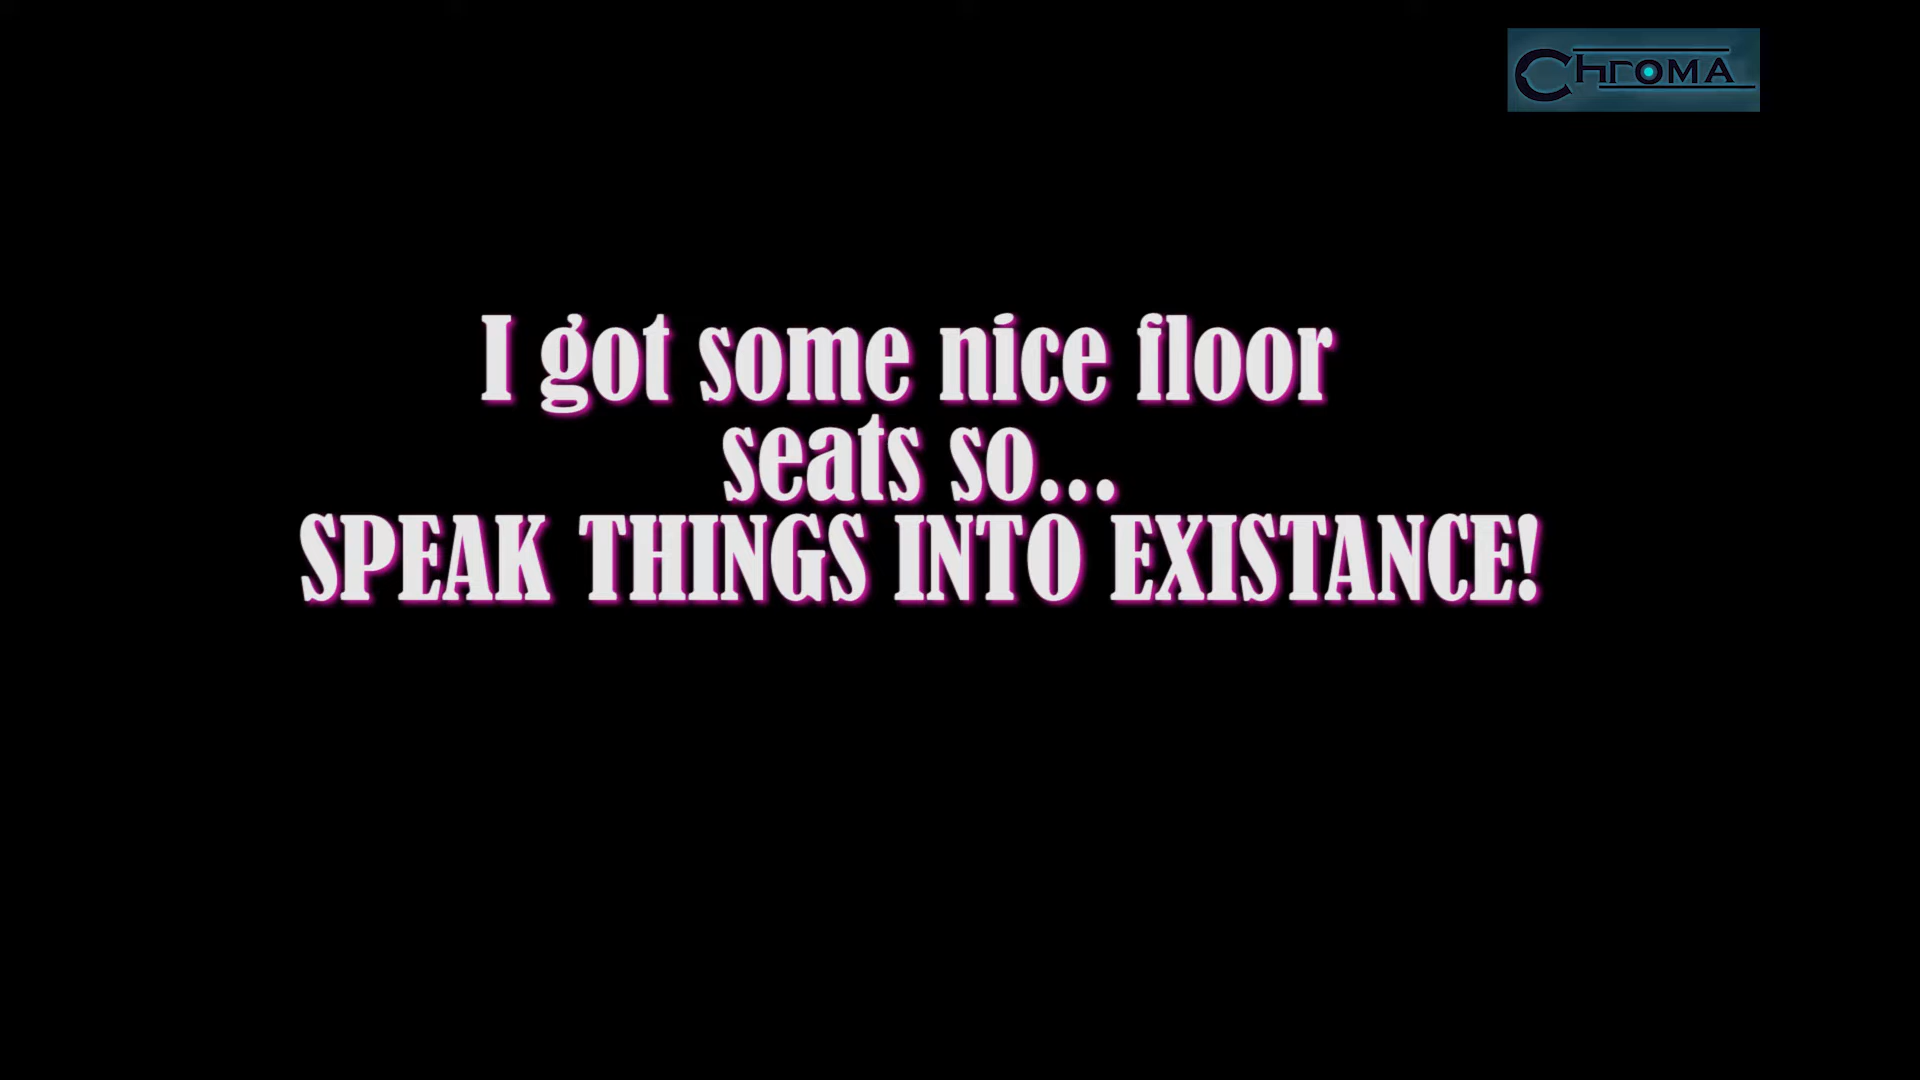 Chroma
I got some nice floor
seats so...
SPEAK THINGS INTO EXISTANCE!